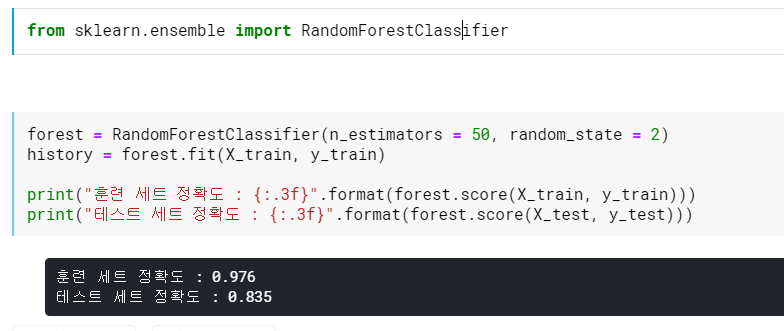 from sklearn.ensemble import RandomForestClassifier
forest = RandomForestClassifier(n_estimators = 50, random_state = 2)
history = forest.fit(X_train, y_train)
print("훈련 세트 정확도 : {:.3f}".format(forest.score(X_train, y_train)))
print("테스트 세트 정확도 : {:.3f}".format(forest.score(X_test, y_test)))
훈련 세트 정확도 : 0.976
테스트 세트 정확도 : 0.835